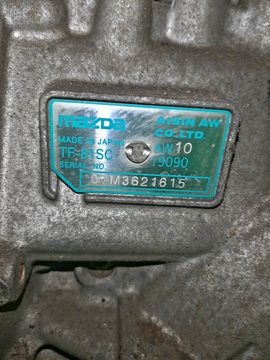 mazda AISIN AW
CO.,LTD.
MADE IN JAPAN AW10
TF-81SC 19090
SERIAL NO.
07M3621615